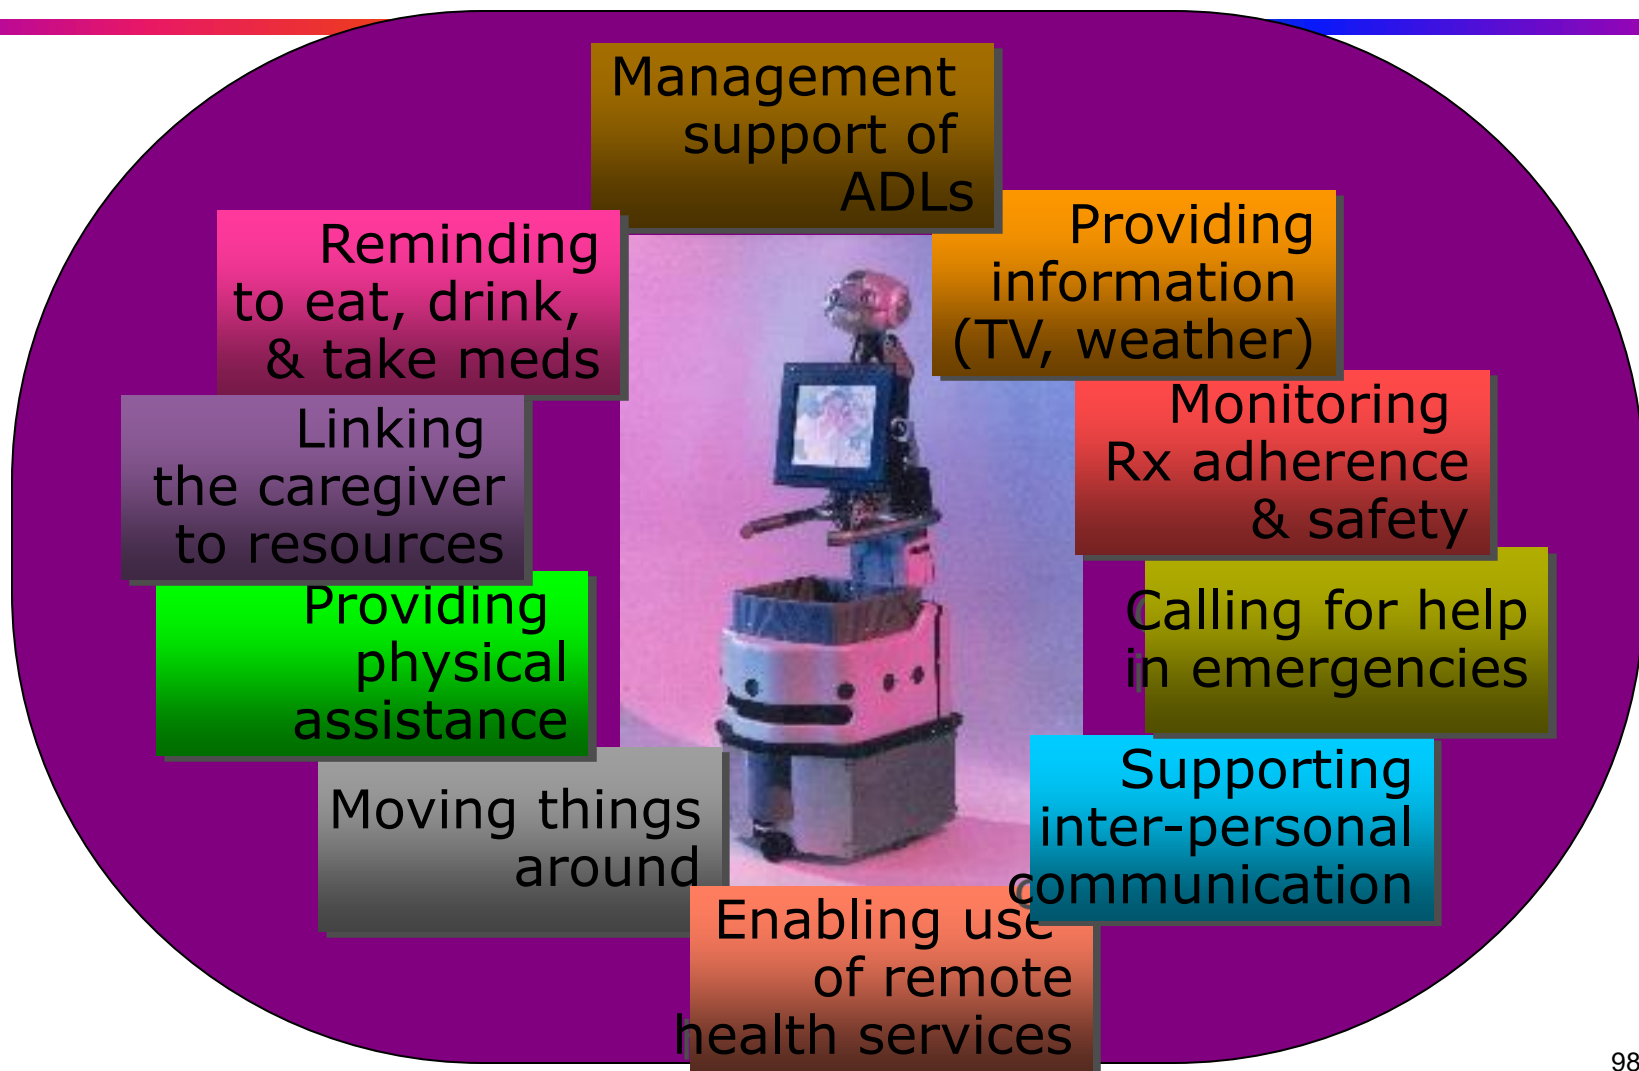 Management
support of
ADLs
Providing
information
(TV, weather)
Monitoring
Rx adherence
& safety
Calling for help
in emergencies
Supporting
inter-personal
communication
Enabling use
of remote
health services
Moving things
around
Providing
physical
assistance
Linking
the caregiver
to resources
Reminding
to eat, drink,
& take meds
98